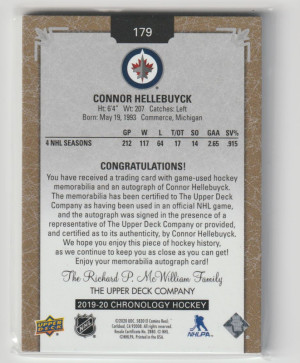 179
CONNOR HELLEBUYCK
Ht: 6'4" Wt: 207 Catches: Left
Born: May 19, 1993 Commerce, Michigan
GP W L T/OT SO GAA SV%
4 NHL SEASONS 212 117 64 17 14 2.65 .915
CONGRATULATIONS!
You have received a trading card with game-used hockey
memorabilia and an autograph of Connor Hellebuyck.
The memorabilia has been certified to The Upper Deck
Company as having been used in an official NHL game,
and the autograph was signed in the presence of a
representative of The Upper Deck Company or provided,
and certified as to its authenticity, by Connor Hellebuyck.
We hope you enjoy this piece of hockey history,
as we continue to keep you as close as you can get!
Enjoy your memorabilia autograph card!
The Richard P. McWilliam Family
THE UPPER DECK COMPANY
2019-20 CHRONOLOGY HOCKEY
UPPER DECK
NHL
NHLPA